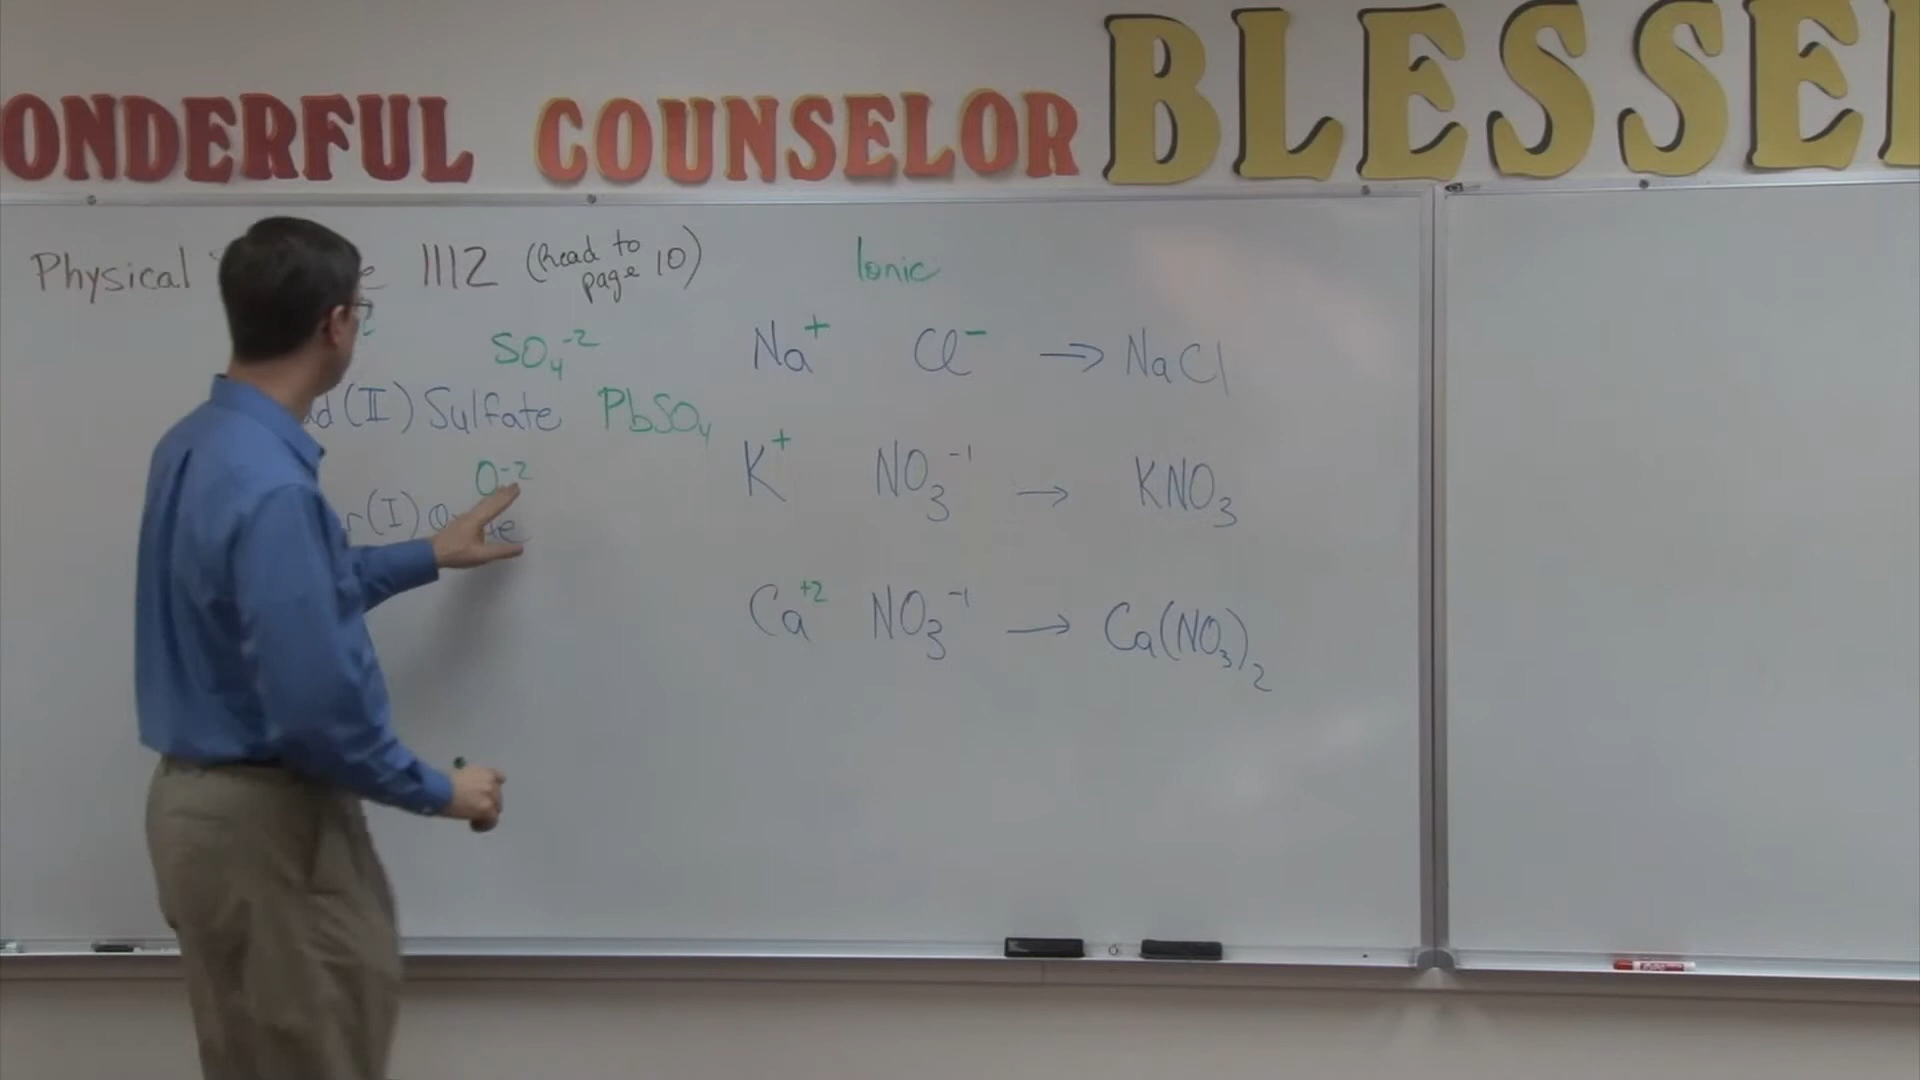 ONDERFUL COUNSELOR BLESSE
Physical 1112 (Read to page 10)
Ionic
SO₄⁻²
(II) Sulfate PbSO₄
O⁻²
(I)
Na⁺ Cl⁻ → NaCl
K⁺ NO₃⁻¹ → KNO₃
Ca⁺² NO₃⁻¹ → Ca(NO₃)₂